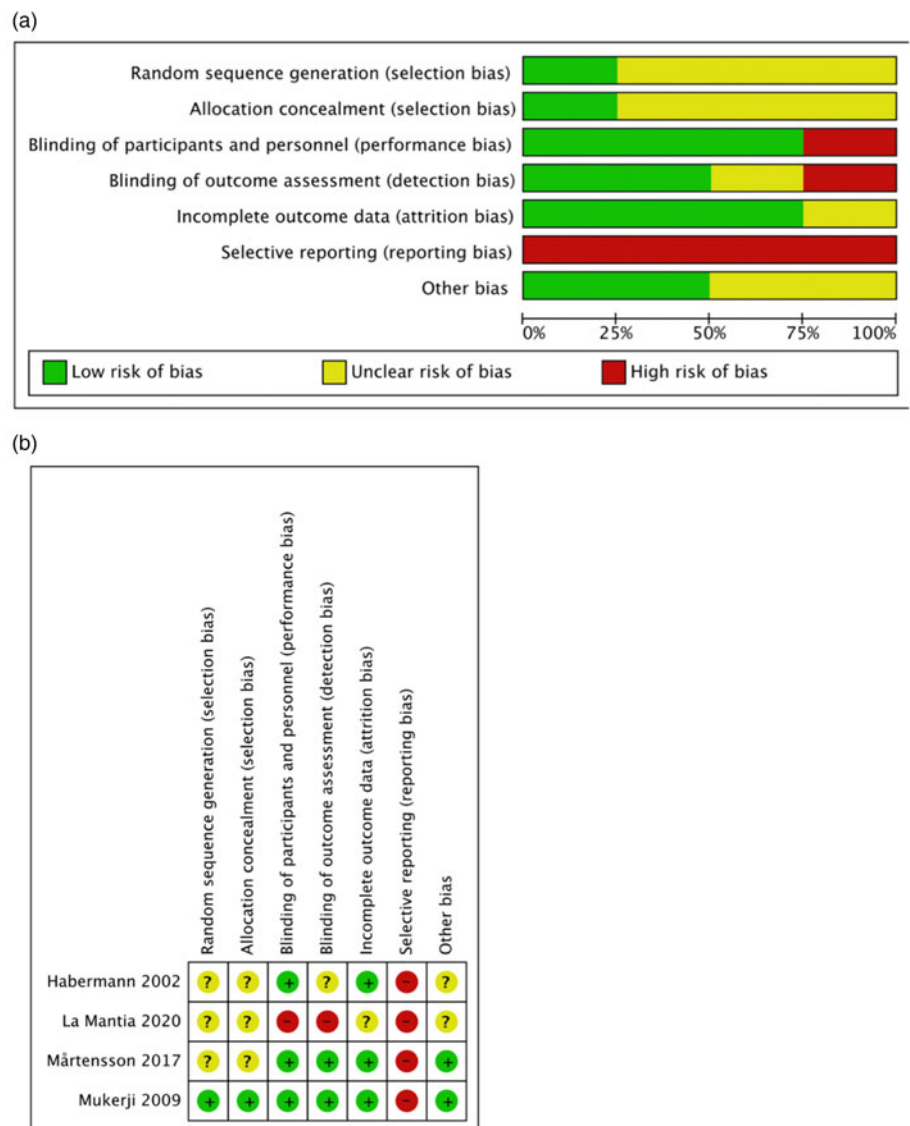 (a)
Random sequence generation (selection bias)
Allocation concealment (selection bias)
Blinding of participants and personnel (performance bias)
Blinding of outcome assessment (detection bias)
Incomplete outcome data (attrition bias)
Selective reporting (reporting bias)
Other bias
0% 25% 50% 75% 100%
Low risk of bias Unclear risk of bias High risk of bias
(b)
Random sequence generation (selection bias)
Allocation concealment (selection bias)
Blinding of participants and personnel (performance bias)
Blinding of outcome assessment (detection bias)
Incomplete outcome data (attrition bias)
Selective reporting (reporting bias)
Other bias
Habermann 2002 ? ? + ? + - ?
La Mantia 2020 ? ? - - ? - ?
Mårtensson 2017 ? ? + + + - +
Mukerji 2009 + + + + + - +